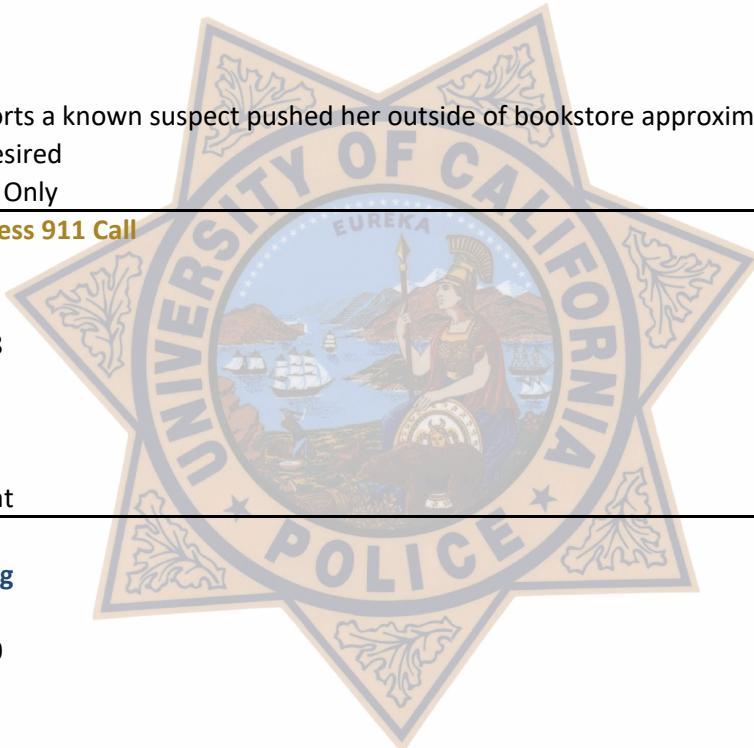 orts a known suspect pushed her outside of bookstore approxim
esired
Only
ess 911 Call
nt
g
UNIVERSITY OF CALIFORNIA
EUREKA
POLICE